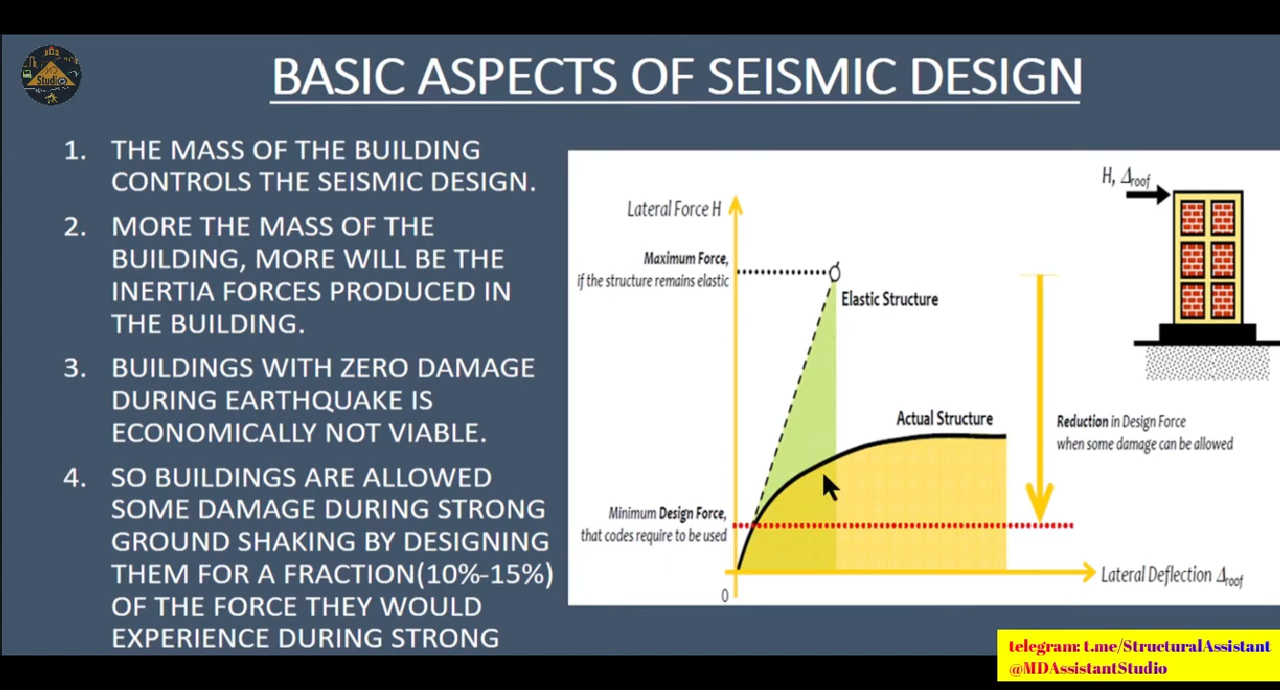 Studio
BASIC ASPECTS OF SEISMIC DESIGN
1. THE MASS OF THE BUILDING
CONTROLS THE SEISMIC DESIGN.
2. MORE THE MASS OF THE
BUILDING, MORE WILL BE THE
INERTIA FORCES PRODUCED IN
THE BUILDING.
3. BUILDINGS WITH ZERO DAMAGE
DURING EARTHQUAKE IS
ECONOMICALLY NOT VIABLE.
4. SO BUILDINGS ARE ALLOWED
SOME DAMAGE DURING STRONG
GROUND SHAKING BY DESIGNING
THEM FOR A FRACTION(10%-15%)
OF THE FORCE THEY WOULD
EXPERIENCE DURING STRONG
H, Δroof
Lateral Force H
Maximum Force,
if the structure remains elastic
Elastic Structure
Actual Structure
Reduction in Design Force
when some damage can be allowed
Minimum Design Force,
that codes require to be used
Lateral Deflection Δroof
0
telegram: t.me/StructuralAssistant
@MDAssistantStudio